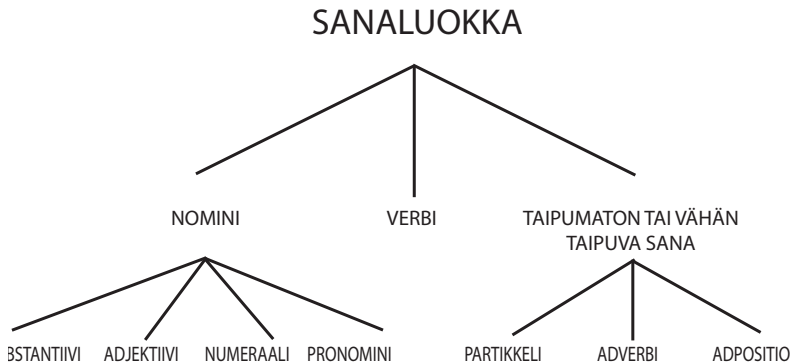 SANALUOKKA
NOMINI VERBI TAIPUMATON TAI VÄHÄN
TAIPUVA SANA
BSTANTIIVI ADJEKTIIVI NUMERAALI PRONOMINI PARTIKKELI ADVERBI ADPOSITIO